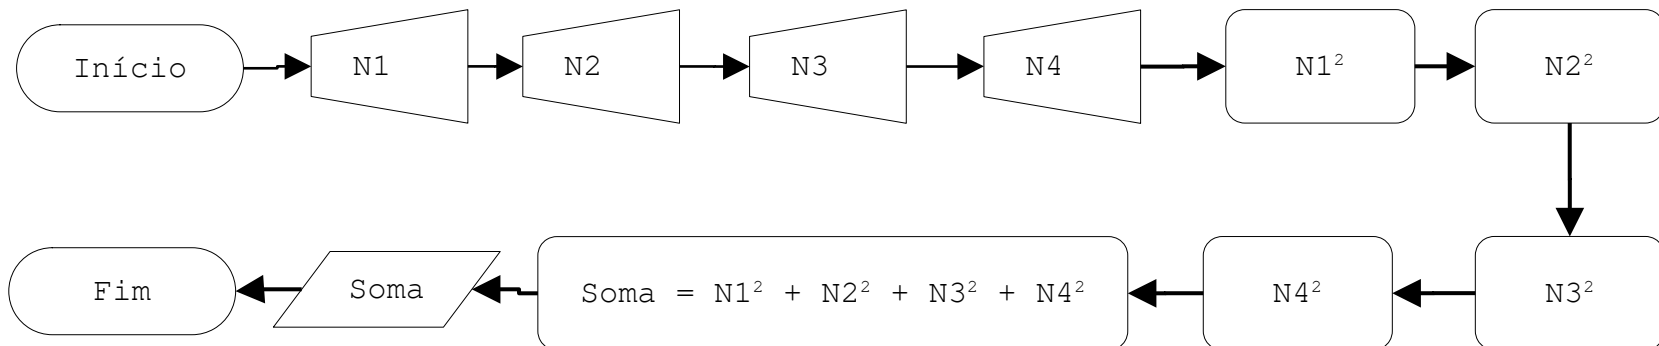 Início
N1
N2
N3
N4
N1²
N2²
N3²
N4²
Soma = N1² + N2² + N3² + N4²
Soma
Fim